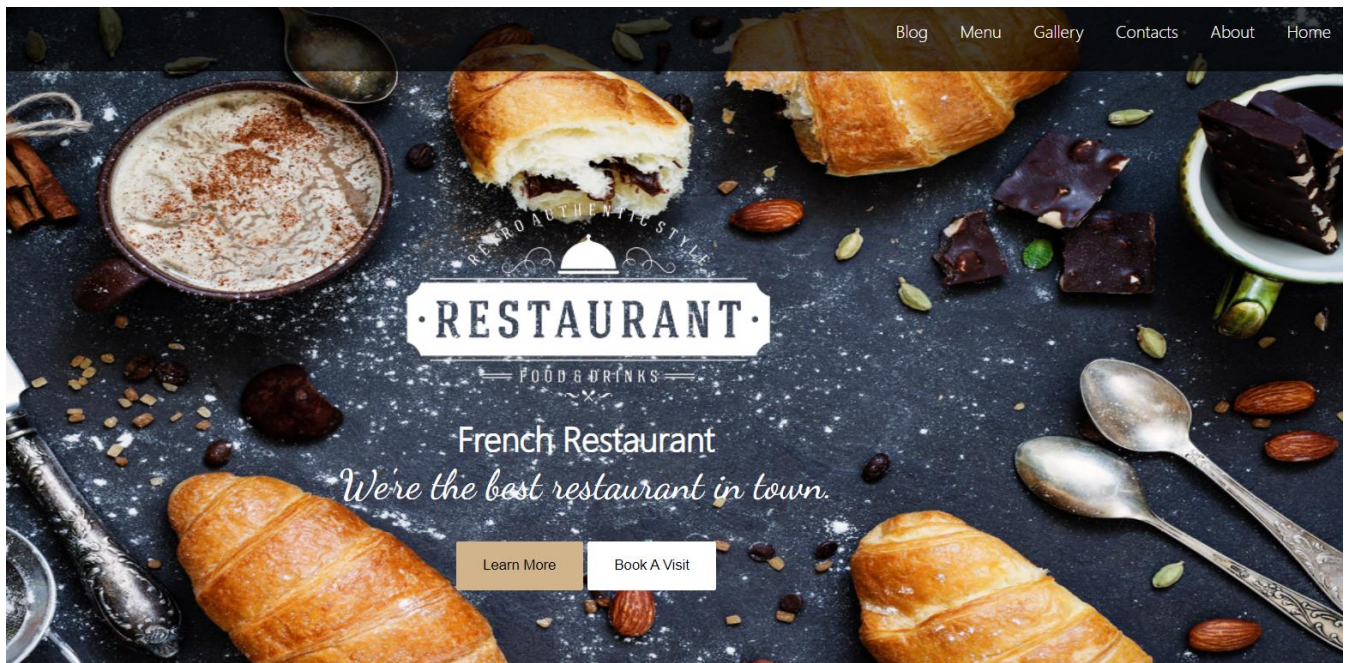 Blog Menu Gallery Contacts About Home
RETRO AUTHENTIC STYLE
·RESTAURANT·
FOOD & DRINKS
French Restaurant
We're the best restaurant in town.
Learn More Book A Visit